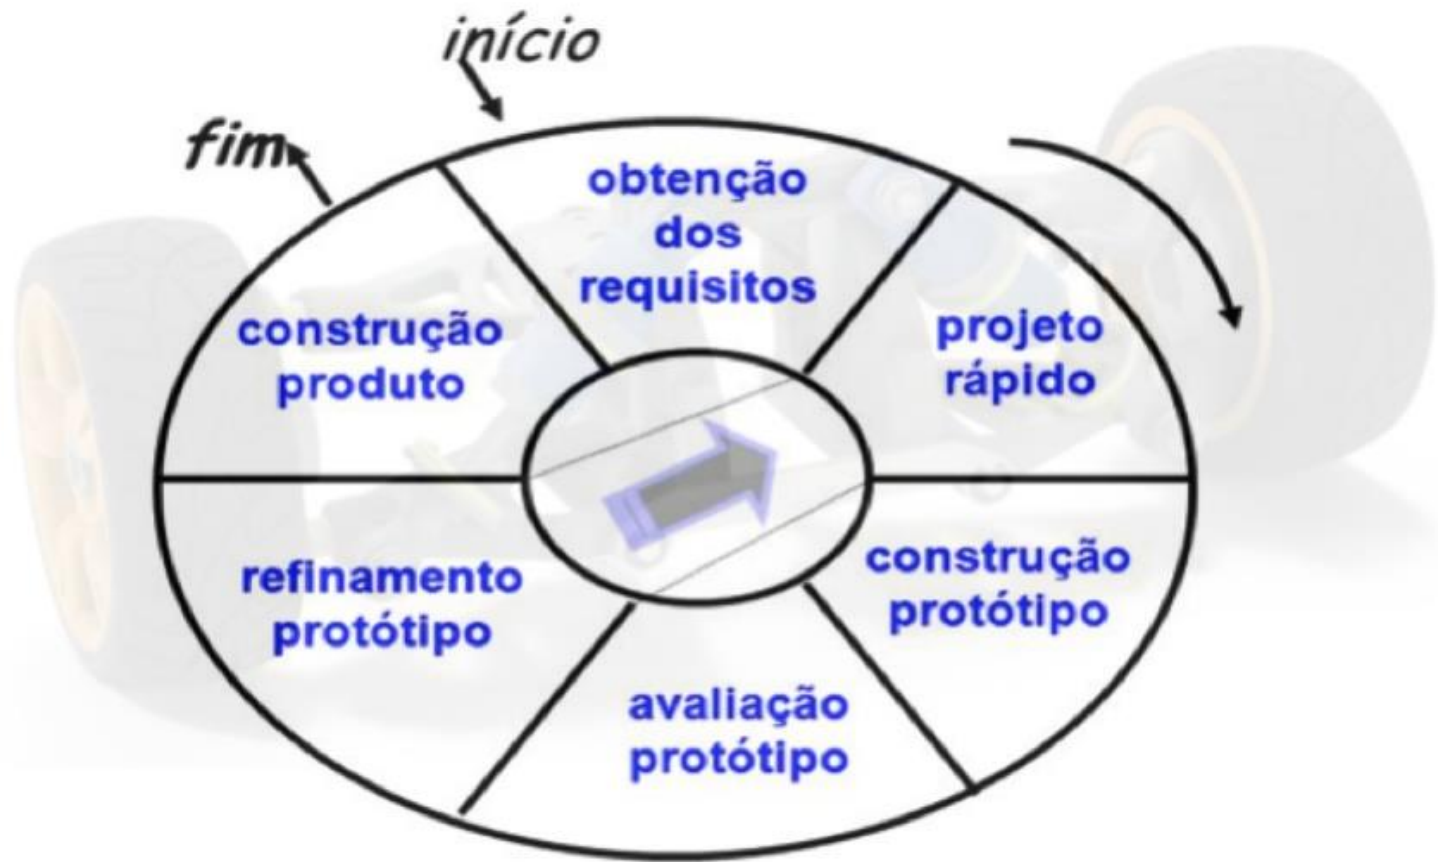 início
fim
obtenção
dos
requisitos
projeto
rápido
construção
protótipo
avaliação
protótipo
refinamento
protótipo
construção
produto